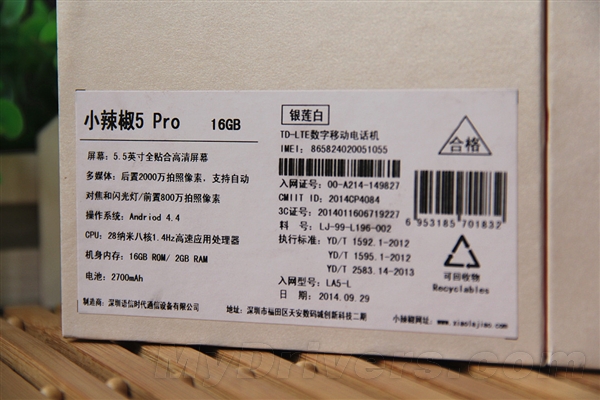 小辣椒5 Pro 16GB
屏幕：5.5英寸全贴合高清屏幕
多媒体：后置2000万拍照像素，支持自动
对焦和闪光灯/前置800万拍照像素
操作系统：Andriod 4.4
CPU：28纳米八核1.4Hz高速应用处理器
机身内存：16GB ROM/ 2GB RAM
电池：2700mAh
制造商：深圳语信时代通信设备有限公司
银莲白
TD-LTE数字移动电话机
IMEI: 865824020051055
入网证号：00-A214-149827
CMIIT ID: 2014CP4084
3C证号：2014011606719227
料 号：LJ-99-L196-002
执行标准：YD/T 1592.1-2012
YD/T 1595.1-2012
YD/T 2583.14-2013
入网型号：LA5-L
日 期：2014.09.29
地址：深圳市福田区天安数码城创新科技二期
合格
6953185701832
可回收物
Recyclables
小辣椒网址：www.xiaolajiao.com
MyDrivers.com